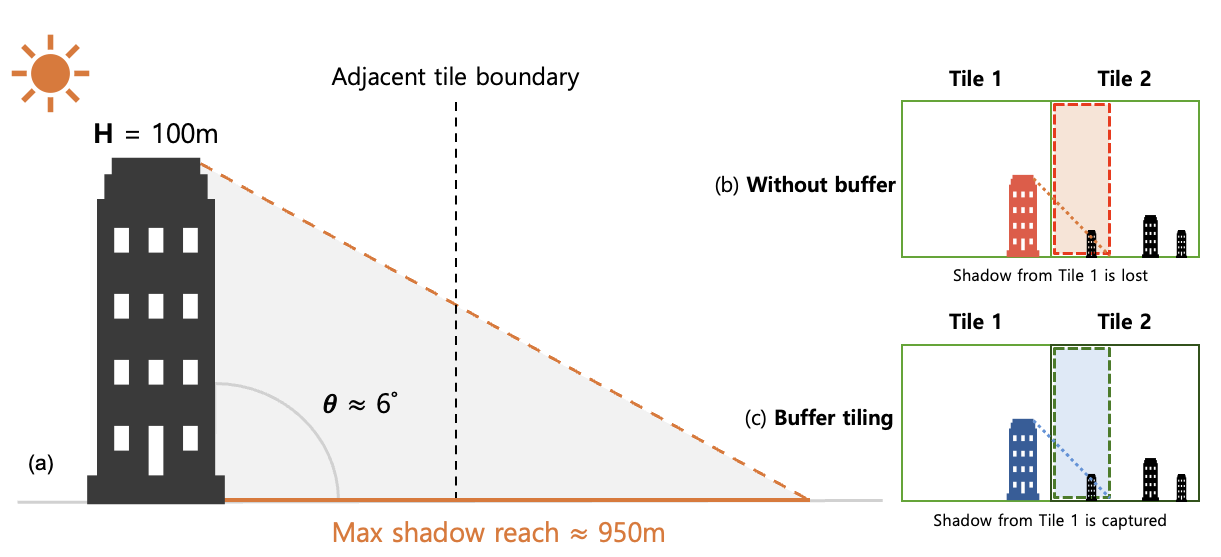 Adjacent tile boundary
H = 100m
θ ≈ 6°
(a)
Max shadow reach ≈ 950m
Tile 1 Tile 2
(b) Without buffer
Shadow from Tile 1 is lost
Tile 1 Tile 2
(c) Buffer tiling
Shadow from Tile 1 is captured